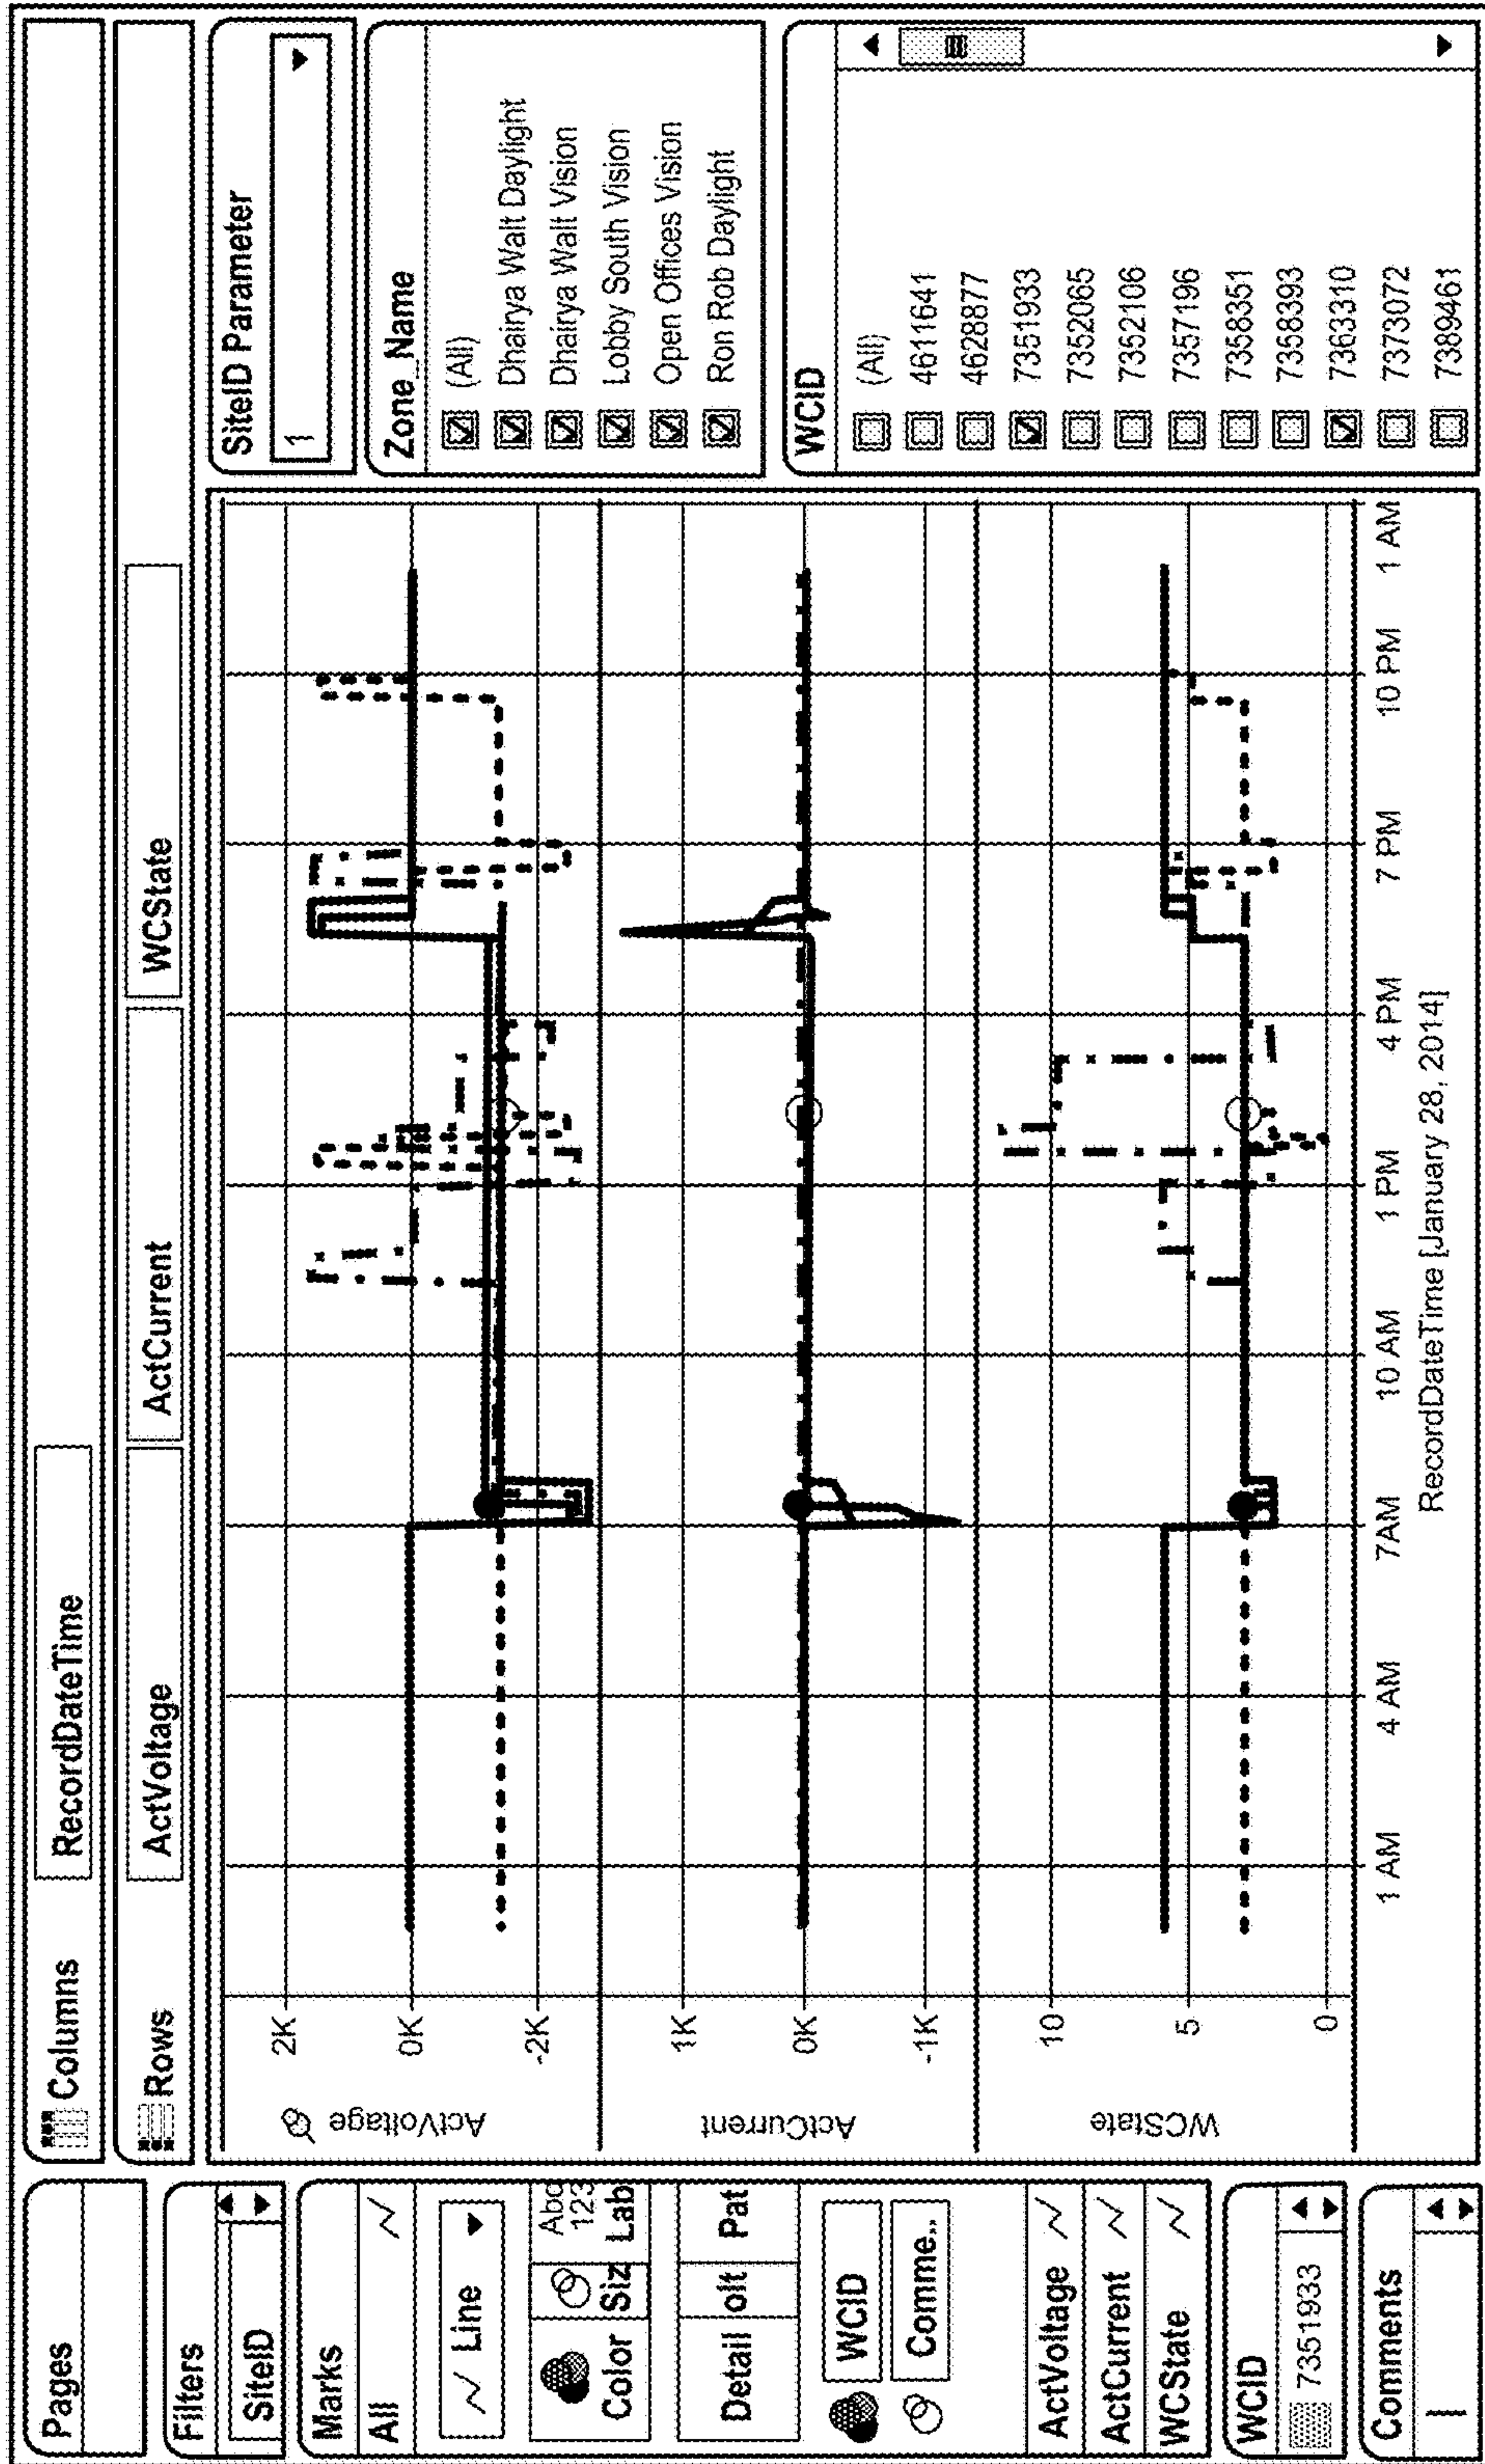 Pages
Filters
SiteID
Marks
All
Line
Color
Siz
Abc
123
Lab
Detail
olt
Pat
WCID
Comme..
ActVoltage
ActCurrent
WCState
WCID
7351933
Comments
Columns
RecordDateTime
Rows
ActVoltage
ActCurrent
WCState
ActVoltage
2K
0K
-2K
ActCurrent
1K
0K
-1K
WCState
10
5
0
1 AM
4 AM
7AM
10 AM
1 PM
4 PM
7 PM
10 PM
1 AM
RecordDateTime [January 28, 2014]
SiteID Parameter
1
Zone_Name
(All)
Dhairya Walt Daylight
Dhairya Walt Vision
Lobby South Vision
Open Offices Vision
Ron Rob Daylight
WCID
(All)
4611641
4628877
7351933
7352065
7352106
7357196
7358351
7358393
7363310
7373072
7389461